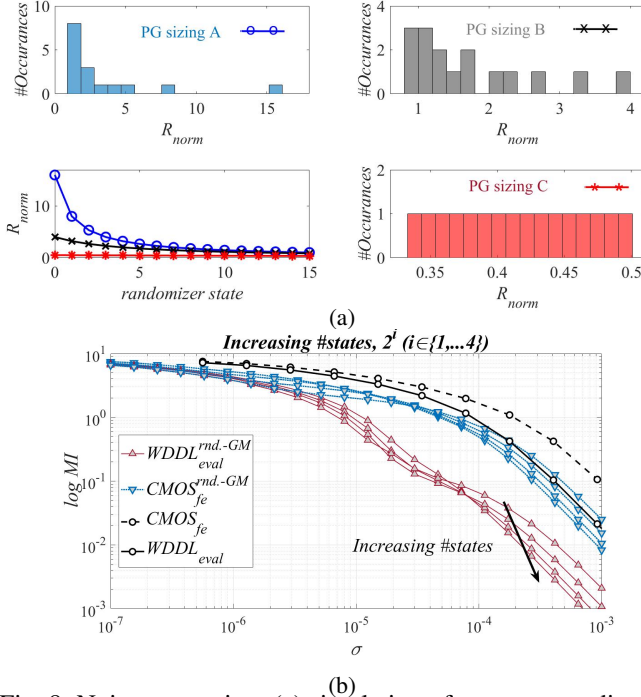 10
5
0
#Occurances
PG sizing A
0 5 10 15
R_norm
4
2
0
#Occurances
PG sizing B
1 2 3 4
R_norm
10
0
R_norm
0 5 10 15
randomizer state
2
1
0
#Occurances
PG sizing C
0.35 0.4 0.45 0.5
R_norm
(a)
Increasing #states, 2^i (i∈{1,...4})
10^1
10^0
10^-1
10^-2
10^-3
log MI
WDDL_eval^rnd.-GM
CMOS_fe^rnd.-GM
CMOS_fe
WDDL_eval
Increasing #states
10^-7 10^-6 10^-5 10^-4 10^-3
σ
(b)